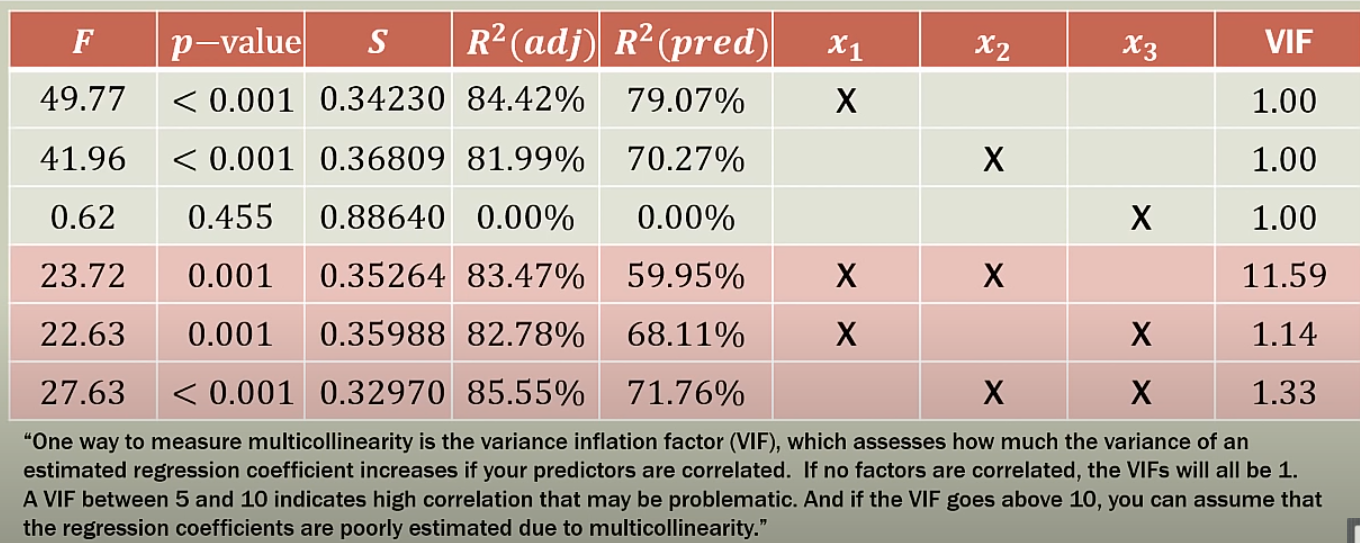 F p−value S R²(adj) R²(pred) x₁ x₂ x₃ VIF
49.77 < 0.001 0.34230 84.42% 79.07% X 1.00
41.96 < 0.001 0.36809 81.99% 70.27% X 1.00
0.62 0.455 0.88640 0.00% 0.00% X 1.00
23.72 0.001 0.35264 83.47% 59.95% X X 11.59
22.63 0.001 0.35988 82.78% 68.11% X X 1.14
27.63 < 0.001 0.32970 85.55% 71.76% X X 1.33
“One way to measure multicollinearity is the variance inflation factor (VIF), which assesses how much the variance of an
estimated regression coefficient increases if your predictors are correlated. If no factors are correlated, the VIFs will all be 1.
A VIF between 5 and 10 indicates high correlation that may be problematic. And if the VIF goes above 10, you can assume that
the regression coefficients are poorly estimated due to multicollinearity.”